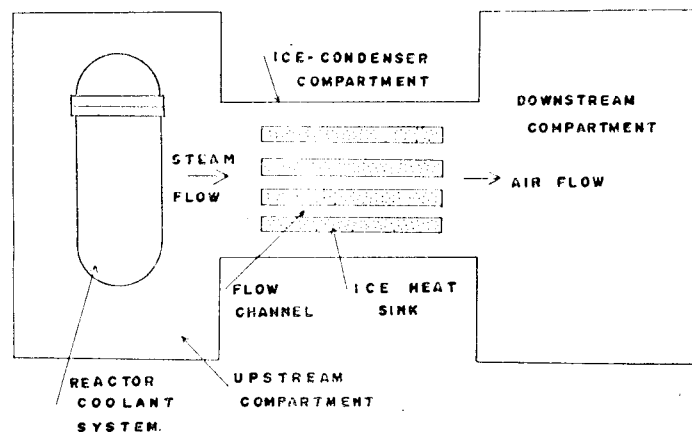 ICE-CONDENSER
COMPARTMENT
DOWNSTREAM
COMPARTMENT
STEAM
FLOW
AIR FLOW
FLOW
CHANNEL
ICE HEAT
SINK
REACTOR
COOLANT
SYSTEM.
UPSTREAM
COMPARTMENT